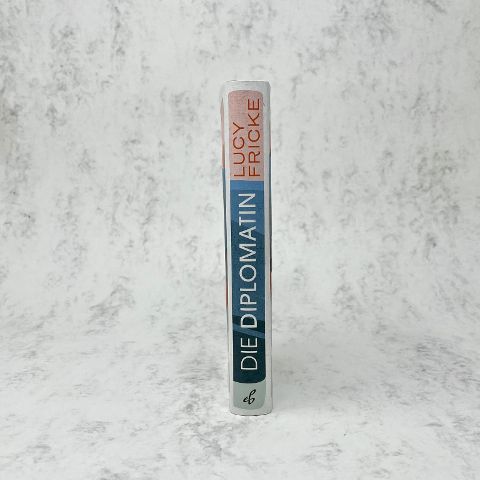 LUCY
FRICKE
DIE DIPLOMATIN
eb